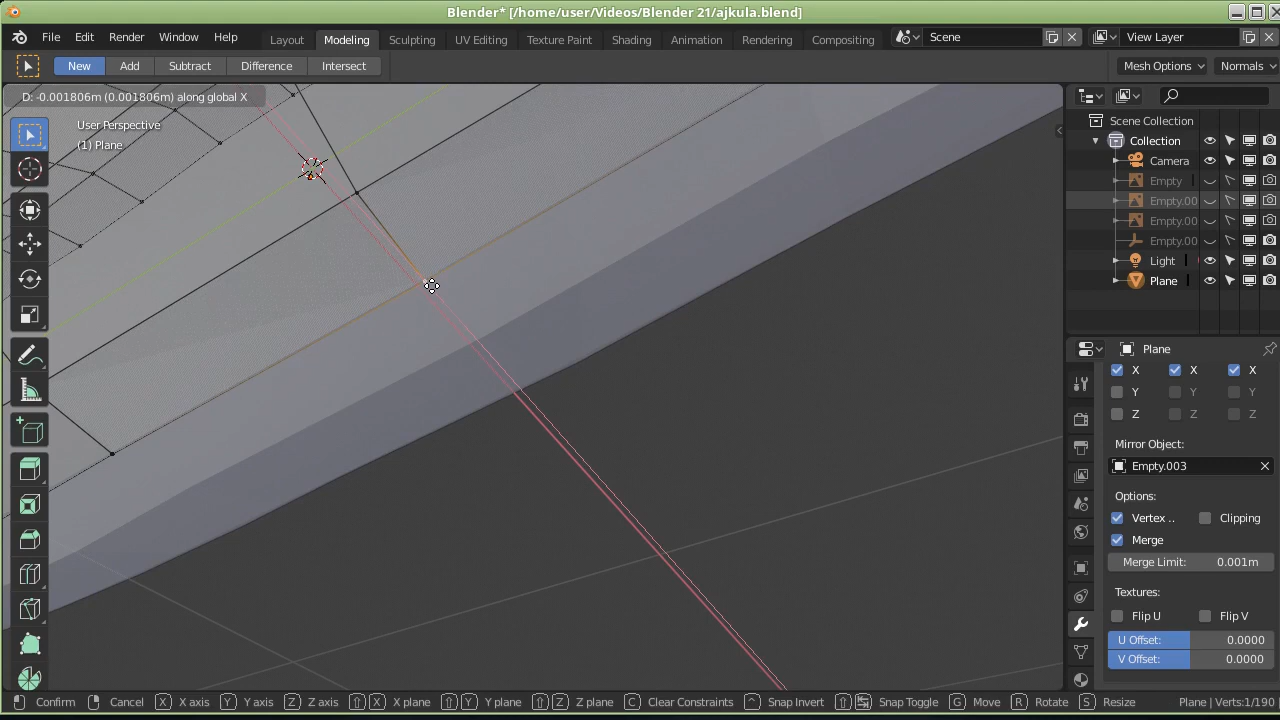 Blender* [/home/user/Videos/Blender 21/ajkula.blend]
File Edit Render Window Help Layout Modeling Sculpting UV Editing Texture Paint Shading Animation Rendering Compositing Scene View Layer
New Add Subtract Difference Intersect Mesh Options Normals
D: -0.001806m (0.001806m) along global X
User Perspective
(1) Plane
Scene Collection
Collection
Camera
Empty
Empty.00
Empty.00
Empty.00
Light
Plane
Plane
X X X
Y Y Y
Z Z Z
Mirror Object:
Empty.003
Options:
Vertex .. Clipping
Merge
Merge Limit: 0.001m
Textures:
Flip U Flip V
U Offset: 0.0000
V Offset: 0.0000
Confirm Cancel X X axis Y Y axis Z Z axis X X plane Y Y plane Z Z plane C Clear Constraints ^ Snap Invert Snap Toggle G Move R Rotate S Resize Plane | Verts:1/190